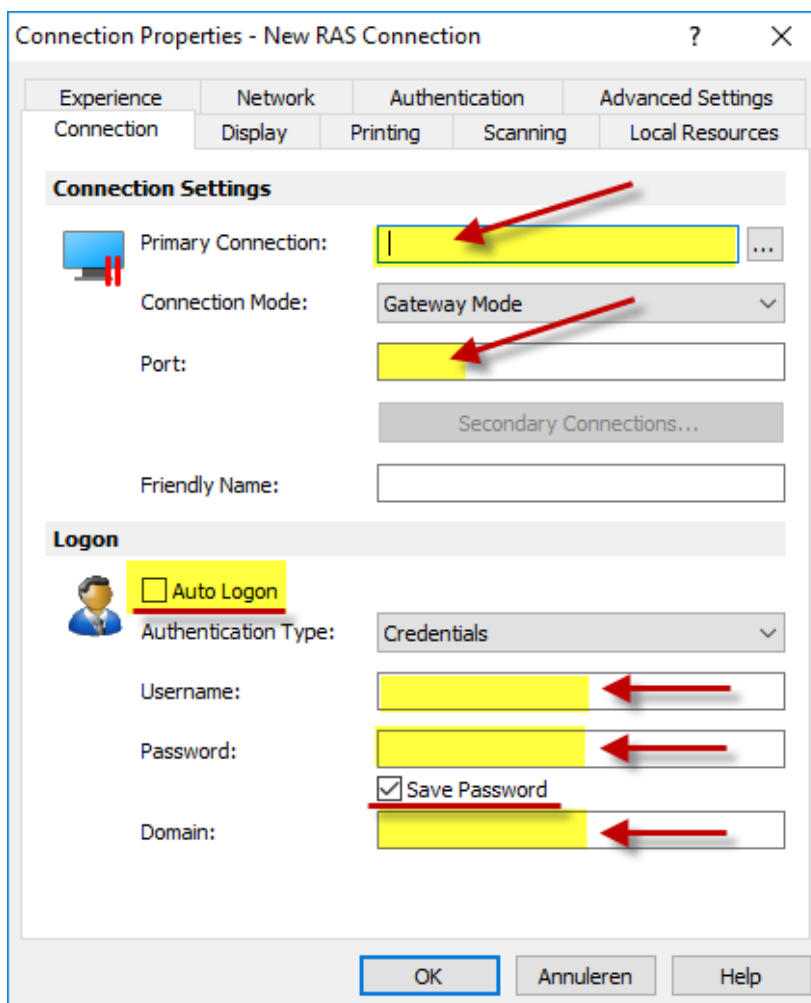 Connection Properties - New RAS Connection ?
Experience Network Authentication Advanced Settings
Connection Display Printing Scanning Local Resources
Connection Settings
Primary Connection: ...
Connection Mode: Gateway Mode
Port:
Secondary Connections...
Friendly Name:
Logon
Auto Logon
Authentication Type: Credentials
Username:
Password:
Save Password
Domain:
OK Annuleren Help